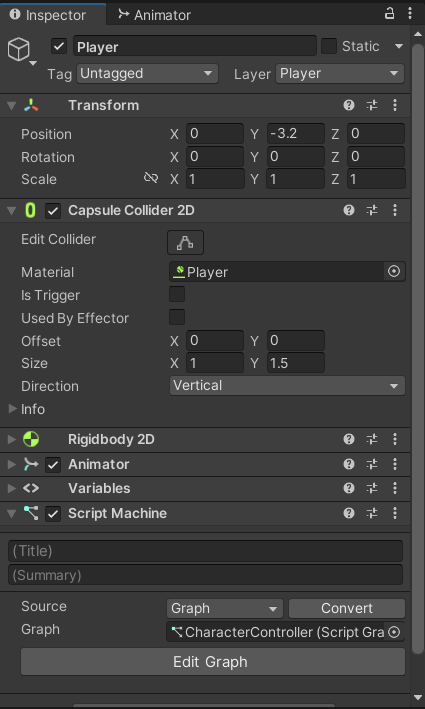 Inspector Animator
Player Static
Tag Untagged Layer Player
Transform
Position X 0 Y -3.2 Z 0
Rotation X 0 Y 0 Z 0
Scale X 1 Y 1 Z 1
Capsule Collider 2D
Edit Collider
Material Player
Is Trigger
Used By Effector
Offset X 0 Y 0
Size X 1 Y 1.5
Direction Vertical
Info
Rigidbody 2D
Animator
Variables
Script Machine
(Title)
(Summary)
Source Graph Convert
Graph CharacterController (Script Gra
Edit Graph